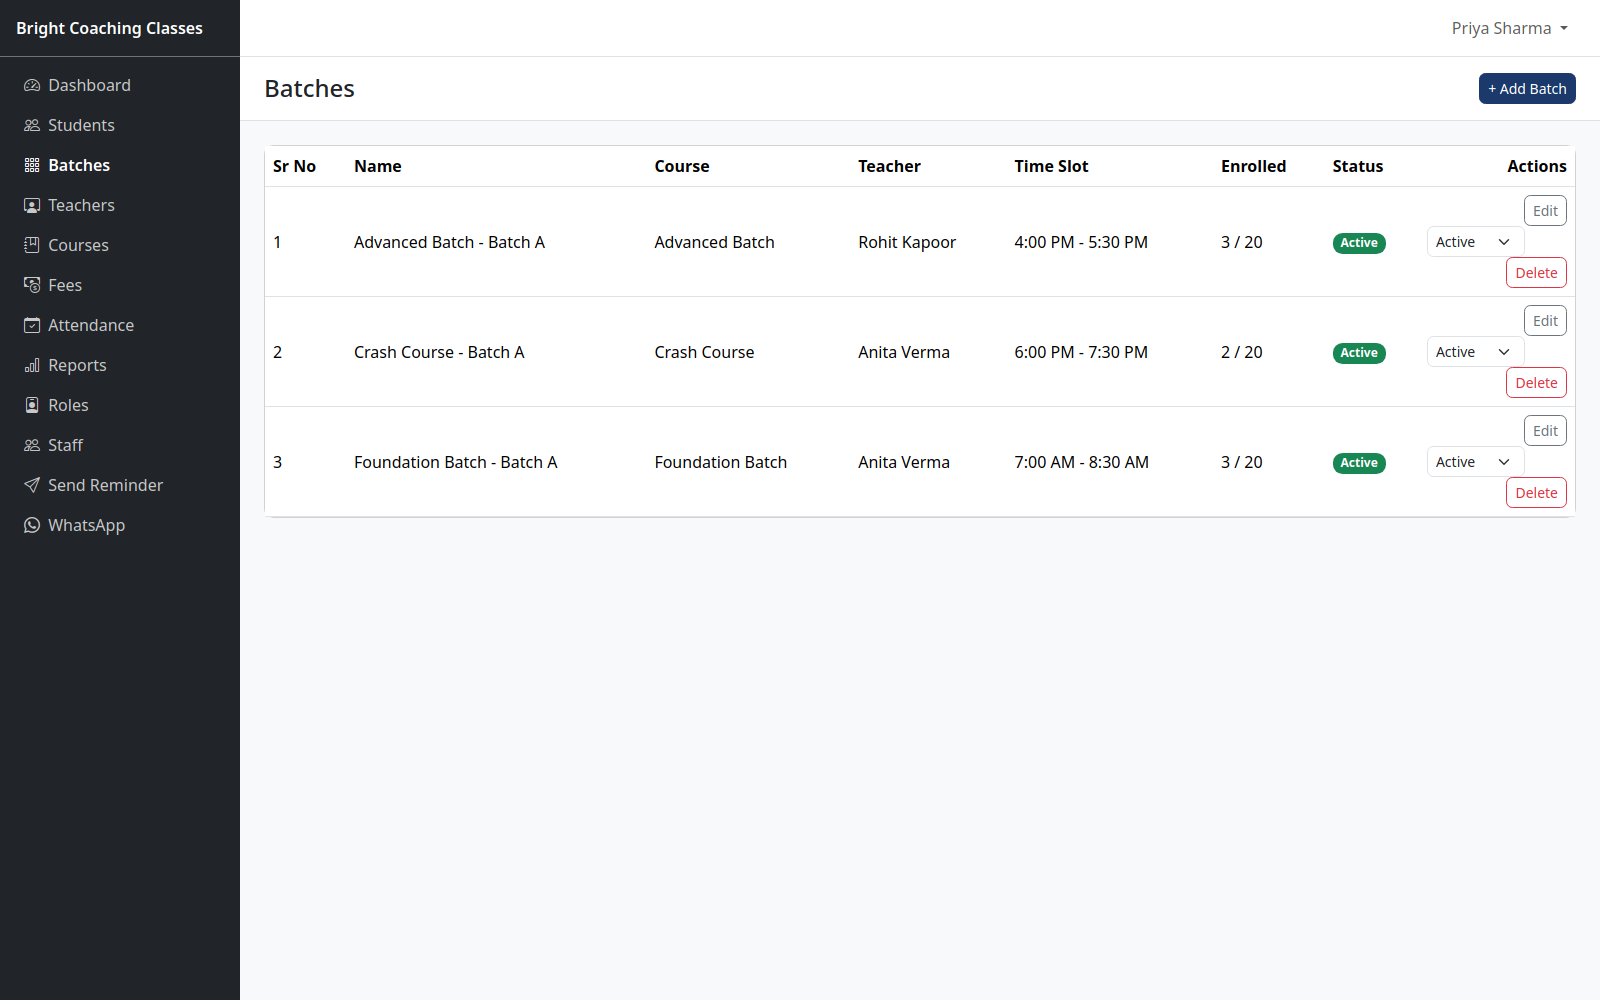 Bright Coaching Classes
Priya Sharma
Dashboard
Students
Batches
Teachers
Courses
Fees
Attendance
Reports
Roles
Staff
Send Reminder
WhatsApp
Batches
+ Add Batch
Sr No Name Course Teacher Time Slot Enrolled Status Actions
1 Advanced Batch - Batch A Advanced Batch Rohit Kapoor 4:00 PM - 5:30 PM 3 / 20 Active
Edit
Active
Delete
2 Crash Course - Batch A Crash Course Anita Verma 6:00 PM - 7:30 PM 2 / 20 Active
Edit
Active
Delete
3 Foundation Batch - Batch A Foundation Batch Anita Verma 7:00 AM - 8:30 AM 3 / 20 Active
Edit
Active
Delete